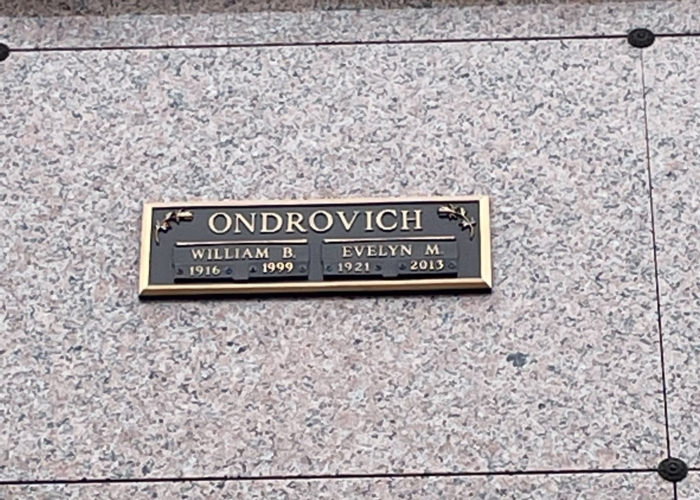 ONDROVICH
WILLIAM B. EVELYN M.
1916 1999 1921 2013